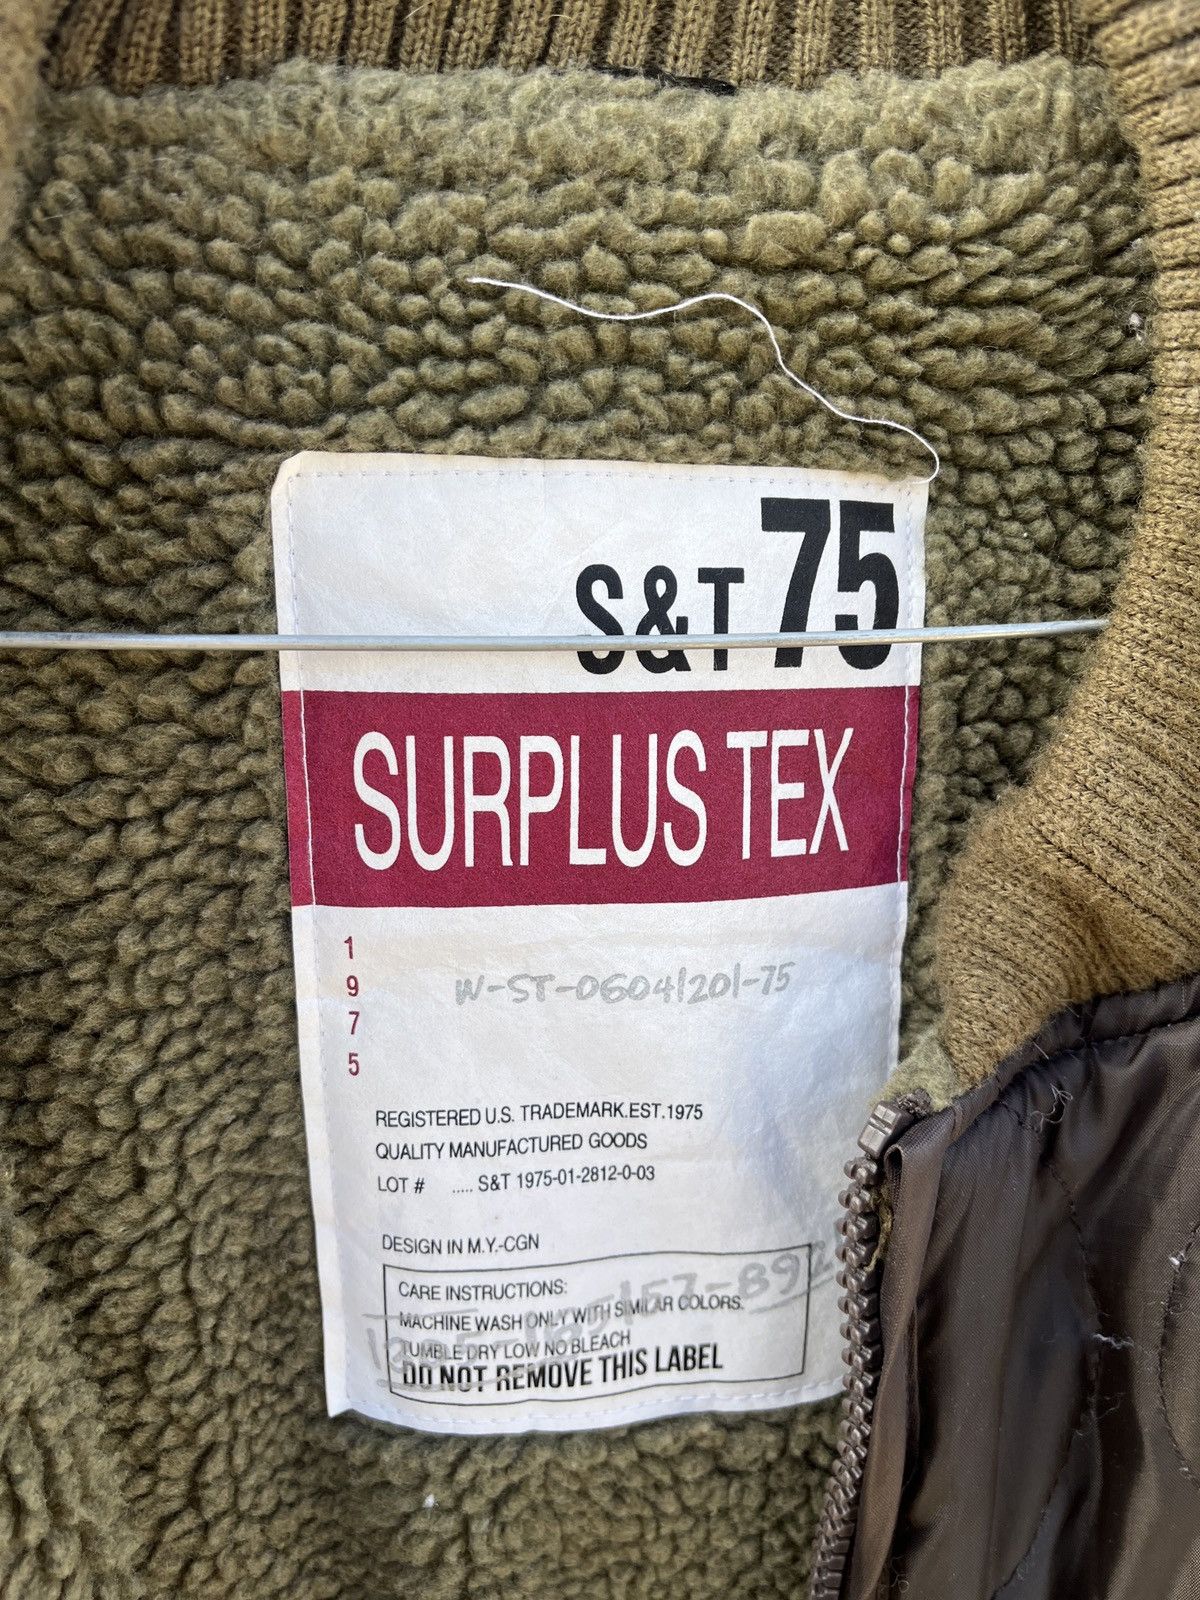 S&T 75
SURPLUS TEX
1
9
7
5
W-ST-0604/201-75
REGISTERED U.S. TRADEMARK.EST.1975
QUALITY MANUFACTURED GOODS
LOT # ..... S&T 1975-01-2812-0-03
DESIGN IN M.Y.-CGN
CARE INSTRUCTIONS:
MACHINE WASH ONLY WITH SIMILAR COLORS.
TUMBLE DRY LOW NO BLEACH
DO NOT REMOVE THIS LABEL